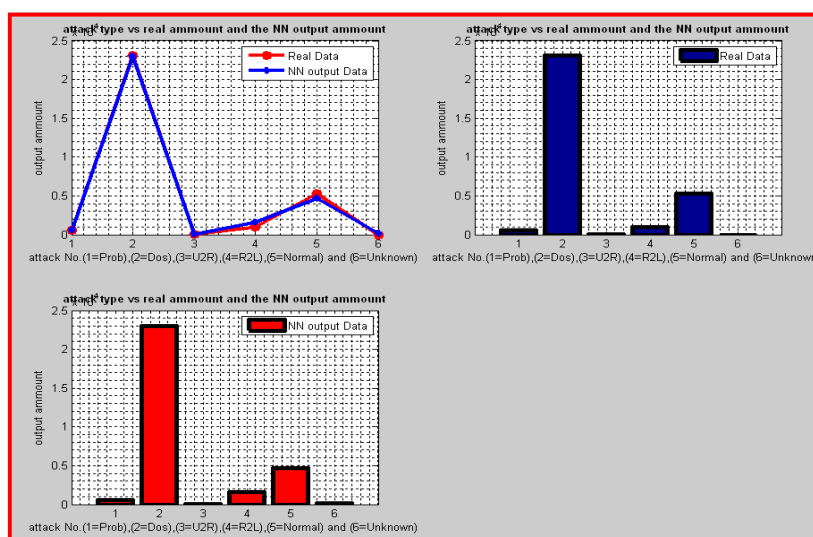 attack type vs real ammount and the NN output ammount
x 10^4
2.5
2
1.5
1
0.5
0
Real Data
NN output Data
output ammount
1 2 3 4 5 6
attack No.(1=Prob),(2=Dos),(3=U2R),(4=R2L),(5=Normal) and (6=Unknown)
attack type vs real ammount and the NN output ammount
x 10^4
2.5
2
1.5
1
0.5
0
Real Data
output ammount
1 2 3 4 5 6
attack No.(1=Prob),(2=Dos),(3=U2R),(4=R2L),(5=Normal) and (6=Unknown)
attack type vs real ammount and the NN output ammount
x 10^4
2.5
2
1.5
1
0.5
0
NN output Data
output ammount
1 2 3 4 5 6
attack No.(1=Prob),(2=Dos),(3=U2R),(4=R2L),(5=Normal) and (6=Unknown)